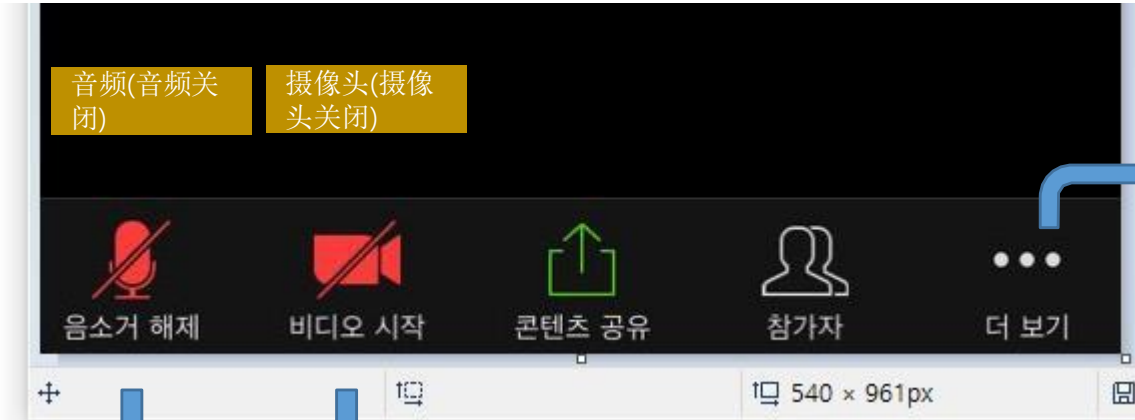 音频(音频关
闭)
摄像头(摄像
头关闭)
음소거 해제
비디오 시작
콘텐츠 공유
참가자
더 보기
540 × 961px